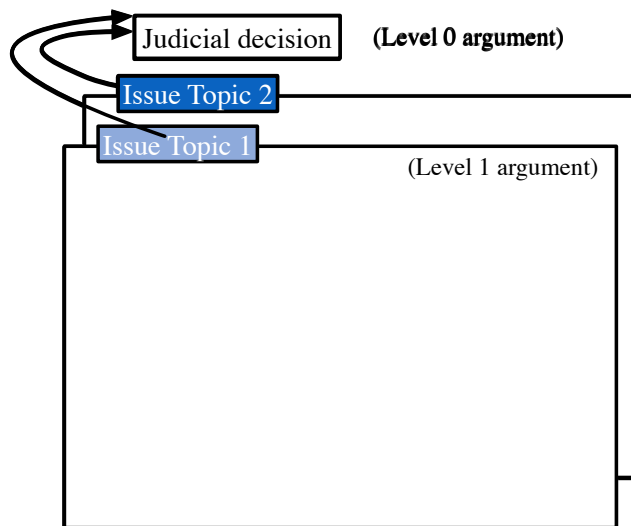 Judicial decision (Level 0 argument)
Issue Topic 2
Issue Topic 1
(Level 1 argument)